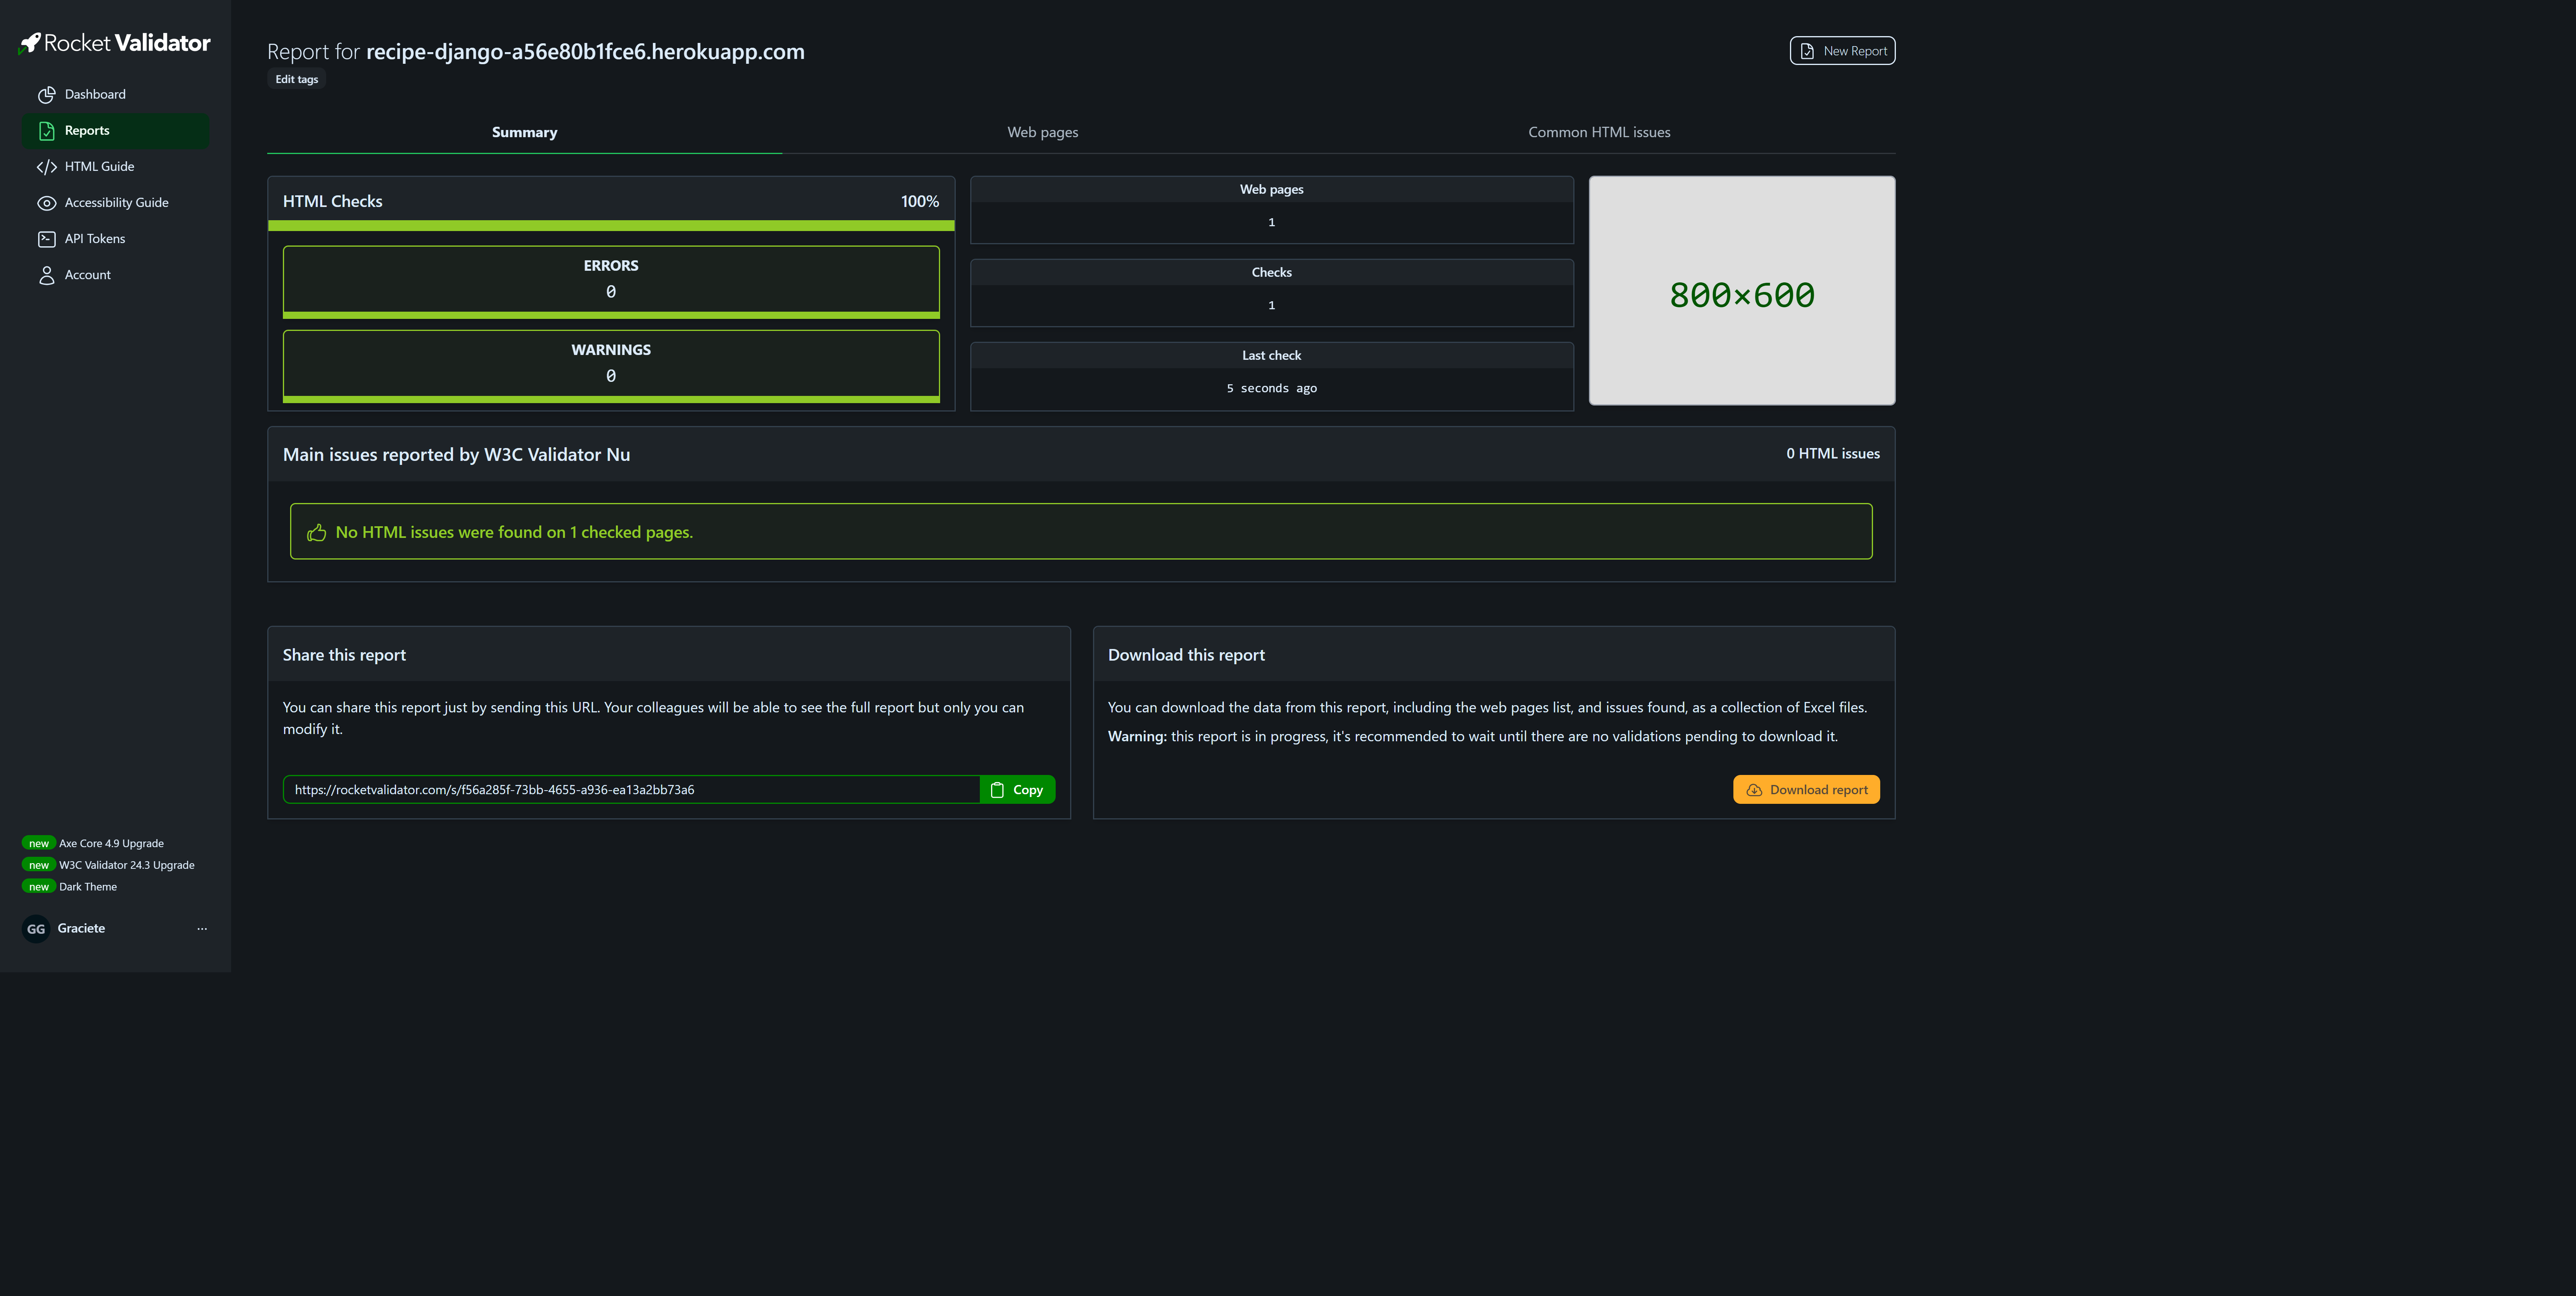 Rocket Validator
Dashboard
Reports
HTML Guide
Accessibility Guide
API Tokens
Account
new Axe Core 4.9 Upgrade
new W3C Validator 24.3 Upgrade
new Dark Theme
GG Graciete ...
Report for recipe-django-a56e80b1fce6.herokuapp.com
New Report
Edit tags
Summary
Web pages
Common HTML issues
HTML Checks 100%
ERRORS
0
WARNINGS
0
Web pages
1
Checks
1
Last check
5 seconds ago
800×600
Main issues reported by W3C Validator Nu
0 HTML issues
No HTML issues were found on 1 checked pages.
Share this report
You can share this report just by sending this URL. Your colleagues will be able to see the full report but only you can
modify it.
https://rocketvalidator.com/s/f56a285f-73bb-4655-a936-ea13a2bb73a6
Copy
Download this report
You can download the data from this report, including the web pages list, and issues found, as a collection of Excel files.
Warning: this report is in progress, it's recommended to wait until there are no validations pending to download it.
Download report